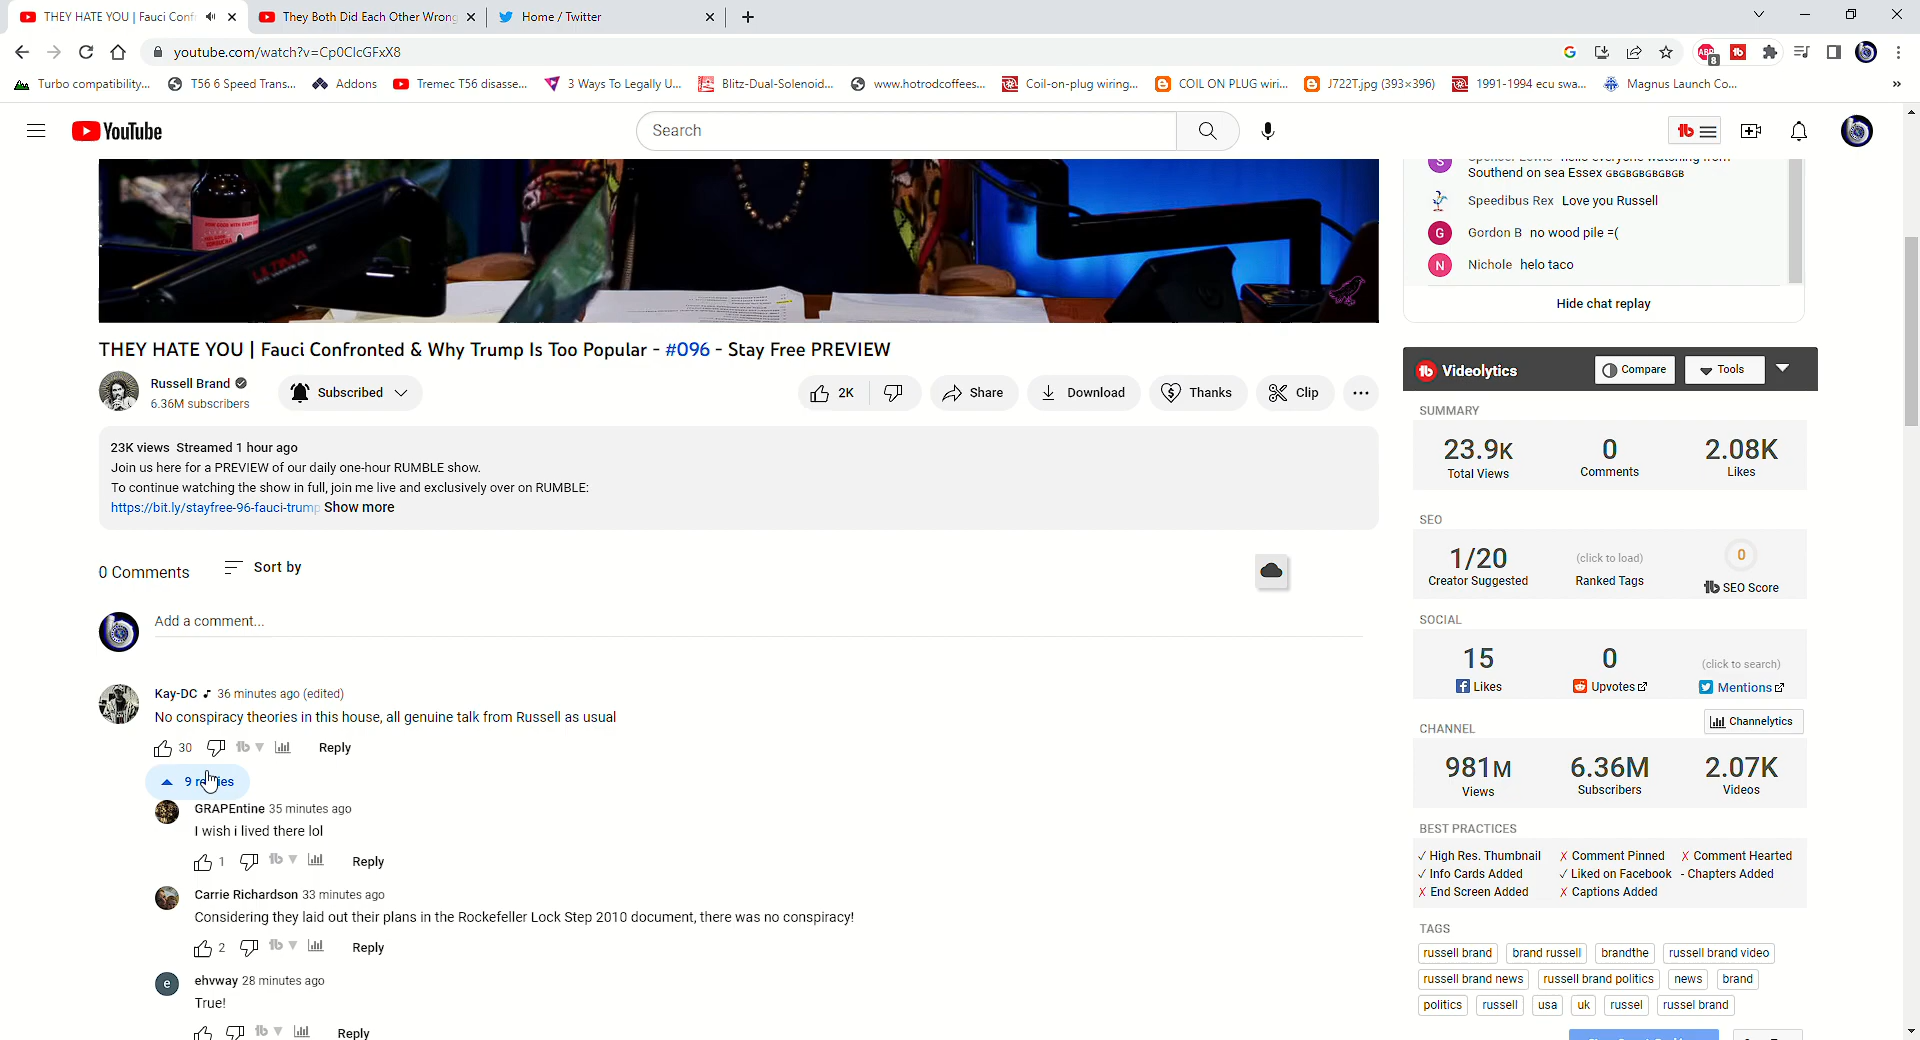 THEY HATE YOU | Fauci Conf
They Both Did Each Other Wrong
Home / Twitter
youtube.com/watch?v=Cp0ClcGFxX8
Turbo compatibility...
T56 6 Speed Trans...
Addons
Tremec T56 disasse...
3 Ways To Legally U...
Blitz-Dual-Solenoid...
www.hotrodcoffees...
Coil-on-plug wiring...
COIL ON PLUG wiri...
J722T.jpg (393×396)
1991-1994 ecu swa...
Magnus Launch Co...
YouTube
Search
Southend on sea Essex GBGBGBGBGBGB
Speedibus Rex Love you Russell
G Gordon B no wood pile =(
N Nichole helo taco
Hide chat replay
THEY HATE YOU | Fauci Confronted & Why Trump Is Too Popular - #096 - Stay Free PREVIEW
Russell Brand
6.36M subscribers
Subscribed
2K
Share
Download
Thanks
Clip
23K views Streamed 1 hour ago
Join us here for a PREVIEW of our daily one-hour RUMBLE show.
To continue watching the show in full, join me live and exclusively over on RUMBLE:
https://bit.ly/stayfree-96-fauci-trump Show more
0 Comments
Sort by
Add a comment...
Kay-DC 36 minutes ago (edited)
No conspiracy theories in this house, all genuine talk from Russell as usual
30
Reply
GRAPEntine 35 minutes ago
I wish i lived there lol
1
Reply
Carrie Richardson 33 minutes ago
Considering they laid out their plans in the Rockefeller Lock Step 2010 document, there was no conspiracy!
2
Reply
e ehvway 28 minutes ago
True!
Reply
Videolytics
Compare
Tools
SUMMARY
23.9K 0 2.08K
Total Views Comments Likes
SEO
1/20 (click to load) 0
Creator Suggested Ranked Tags SEO Score
SOCIAL
15 0 (click to search)
Likes Upvotes Mentions
CHANNEL
Channelytics
981M 6.36M 2.07K
Views Subscribers Videos
BEST PRACTICES
✓ High Res. Thumbnail ✗ Comment Pinned ✗ Comment Hearted
✓ Info Cards Added ✓ Liked on Facebook - Chapters Added
✗ End Screen Added ✗ Captions Added
TAGS
russell brand brand russell brandthe russell brand video
russell brand news russell brand politics news brand
politics russell usa uk russel russel brand